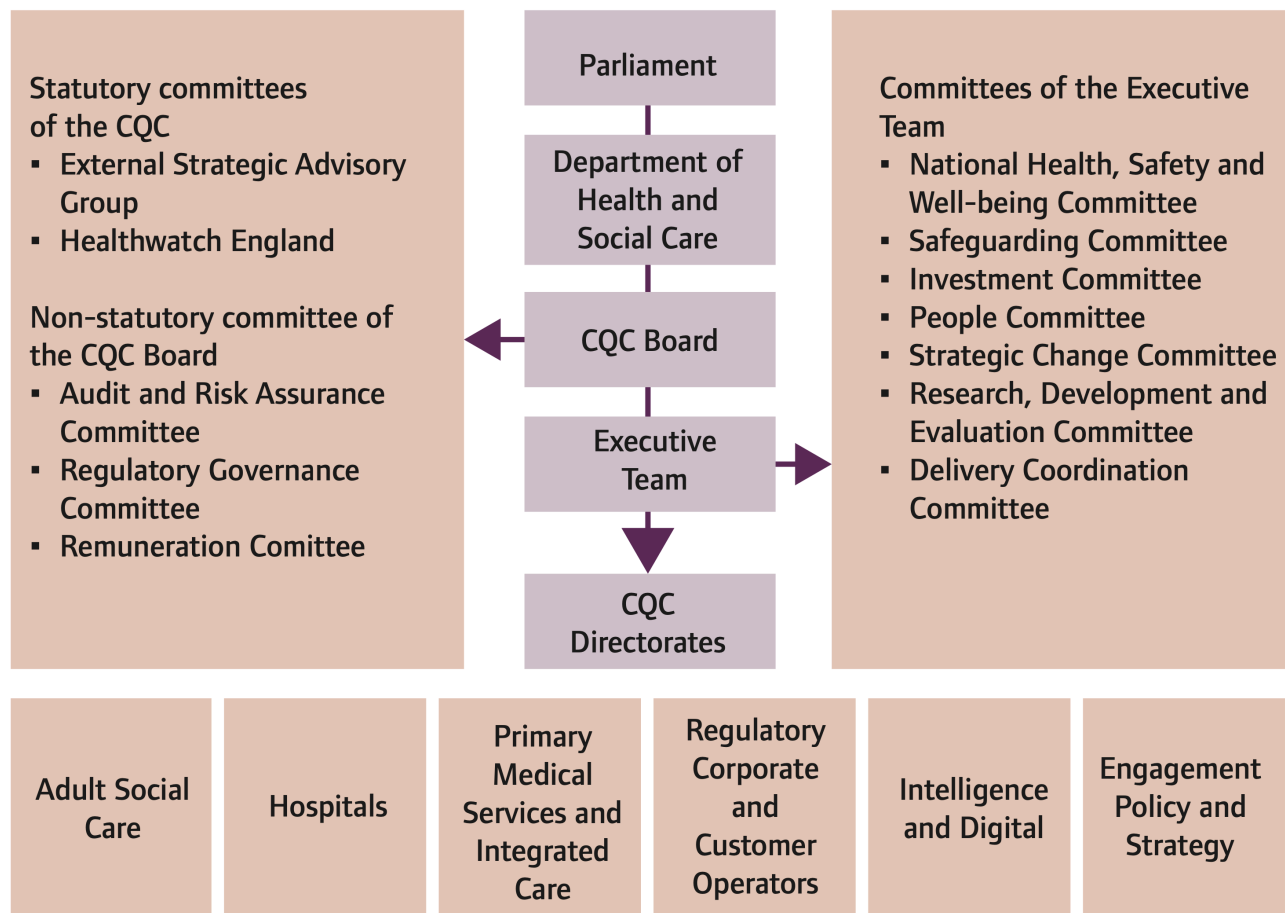 Statutory committees
of the CQC
▪ External Strategic Advisory
Group
▪ Healthwatch England
Non-statutory committee of
the CQC Board
▪ Audit and Risk Assurance
Committee
▪ Regulatory Governance
Committee
▪ Remuneration Comittee
Parliament
Department of
Health and
Social Care
CQC Board
Executive
Team
CQC
Directorates
Committees of the Executive
Team
▪ National Health, Safety and
Well-being Committee
▪ Safeguarding Committee
▪ Investment Committee
▪ People Committee
▪ Strategic Change Committee
▪ Research, Development and
Evaluation Committee
▪ Delivery Coordination
Committee
Adult Social
Care
Hospitals
Primary
Medical
Services and
Integrated
Care
Regulatory
Corporate
and
Customer
Operators
Intelligence
and Digital
Engagement
Policy and
Strategy